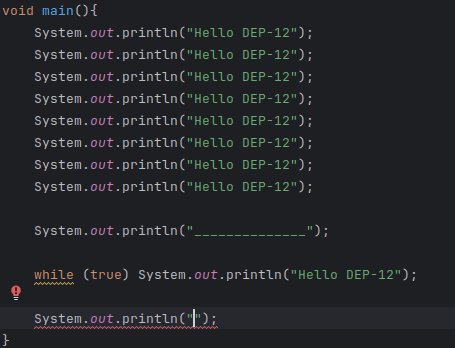 void main(){
System.out.println("Hello DEP-12");
System.out.println("Hello DEP-12");
System.out.println("Hello DEP-12");
System.out.println("Hello DEP-12");
System.out.println("Hello DEP-12");
System.out.println("Hello DEP-12");
System.out.println("Hello DEP-12");
System.out.println("Hello DEP-12");
System.out.println("______________");
while (true) System.out.println("Hello DEP-12");
System.out.println("");
}